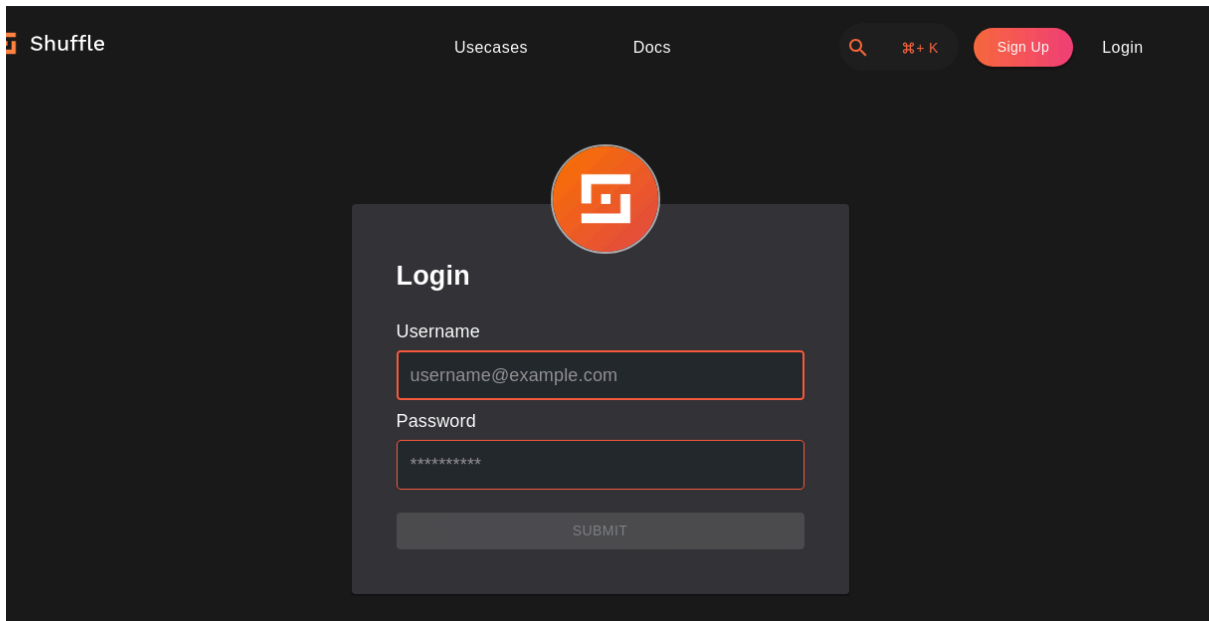 Shuffle
Usecases
Docs
⌘+ K
Sign Up
Login
Login
Username
username@example.com
Password
**********
SUBMIT